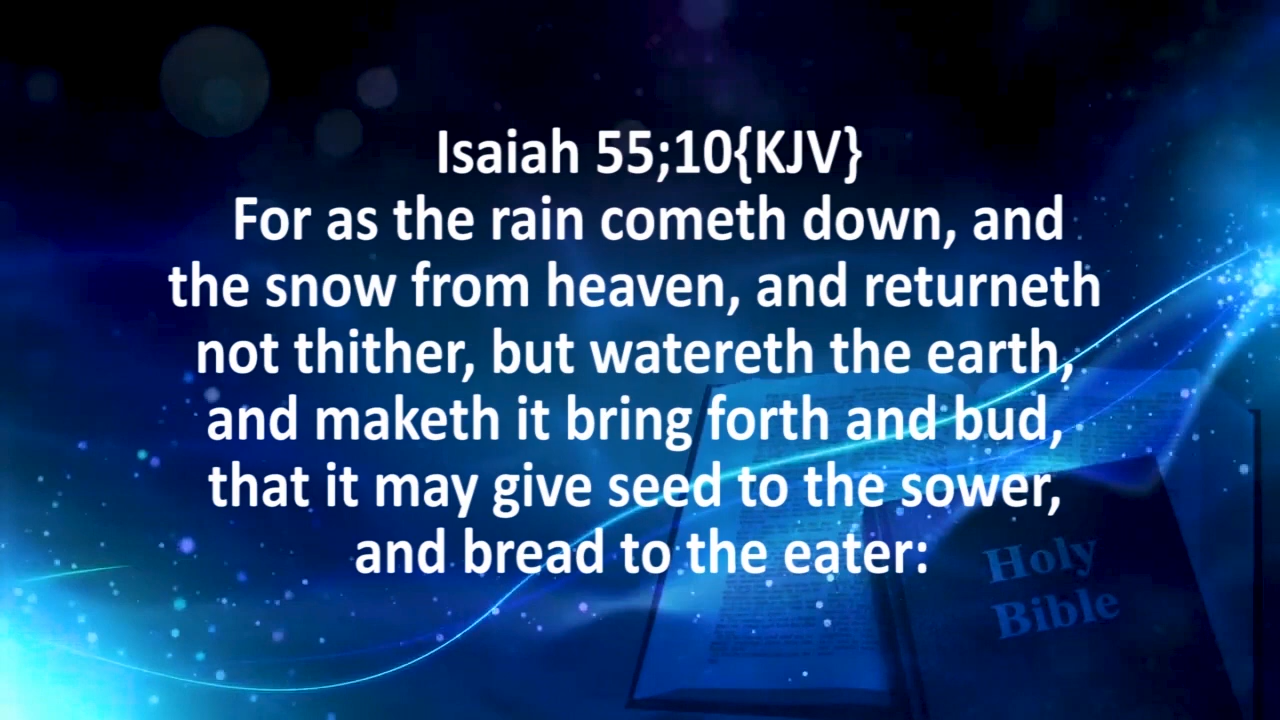 Isaiah 55;10{KJV}
For as the rain cometh down, and
the snow from heaven, and returneth
not thither, but watereth the earth,
and maketh it bring forth and bud,
that it may give seed to the sower,
and bread to the eater:
Holy
Bible